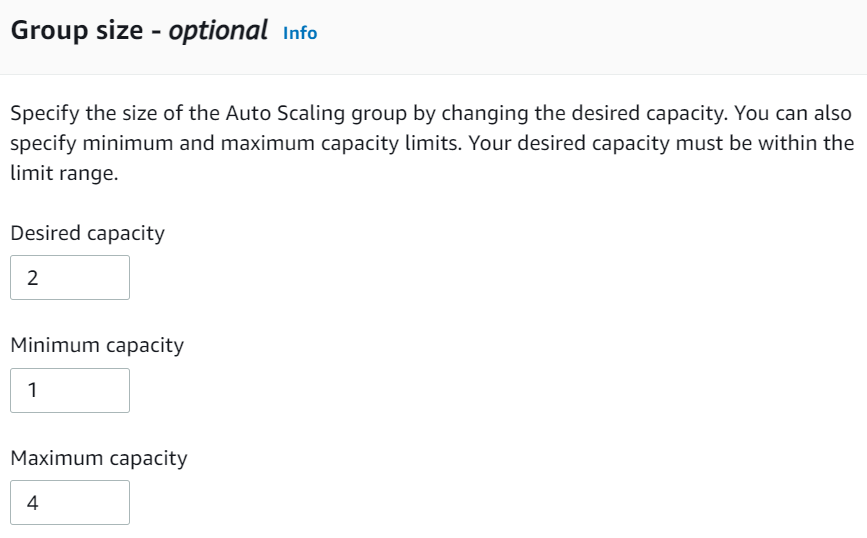 Group size - optional Info
Specify the size of the Auto Scaling group by changing the desired capacity. You can also
specify minimum and maximum capacity limits. Your desired capacity must be within the
limit range.
Desired capacity
2
Minimum capacity
1
Maximum capacity
4